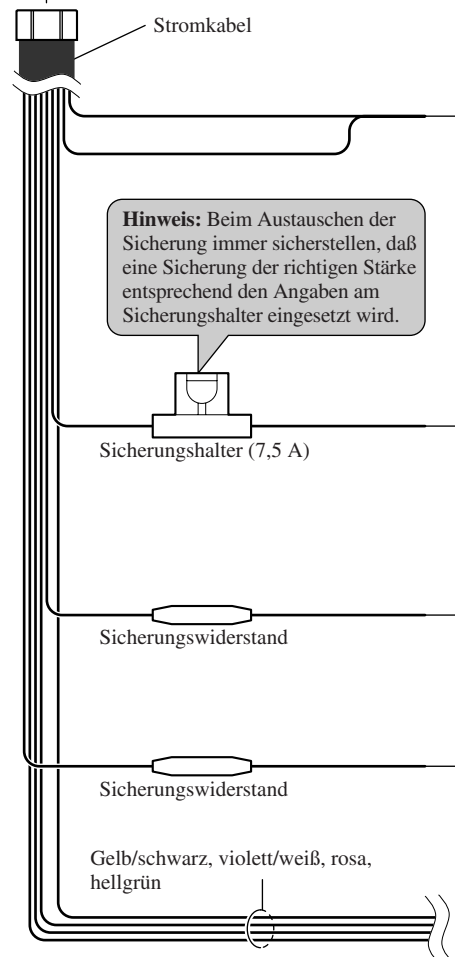 Stromkabel
Hinweis: Beim Austauschen der
Sicherung immer sicherstellen, daß
eine Sicherung der richtigen Stärke
entsprechend den Angaben am
Sicherungshalter eingesetzt wird.
Sicherungshalter (7,5 A)
Sicherungswiderstand
Sicherungswiderstand
Gelb/schwarz, violett/weiß, rosa,
hellgrün